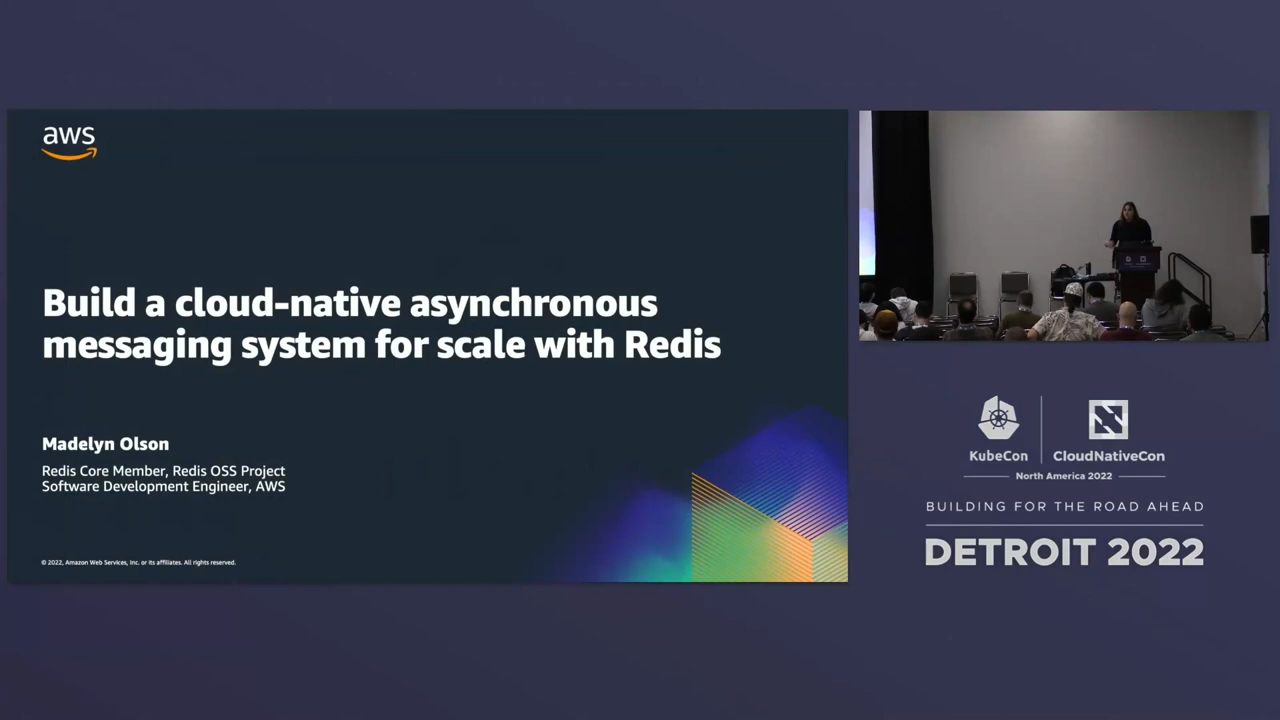 aws
Build a cloud-native asynchronous
messaging system for scale with Redis
Madelyn Olson
Redis Core Member, Redis OSS Project
Software Development Engineer, AWS
© 2022, Amazon Web Services, Inc. or its affiliates. All rights reserved.
KubeCon
CloudNativeCon
North America 2022
BUILDING FOR THE ROAD AHEAD
DETROIT 2022